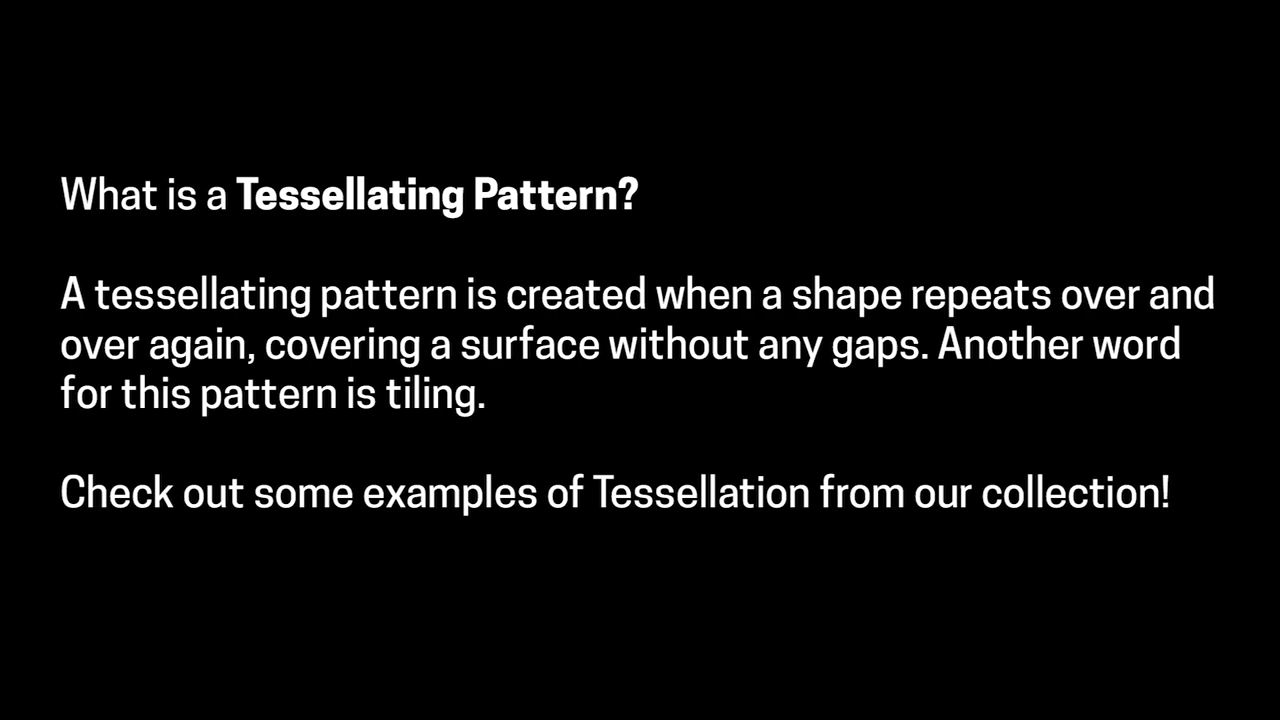 What is a Tessellating Pattern?
A tessellating pattern is created when a shape repeats over and
over again, covering a surface without any gaps. Another word
for this pattern is tiling.
Check out some examples of Tessellation from our collection!